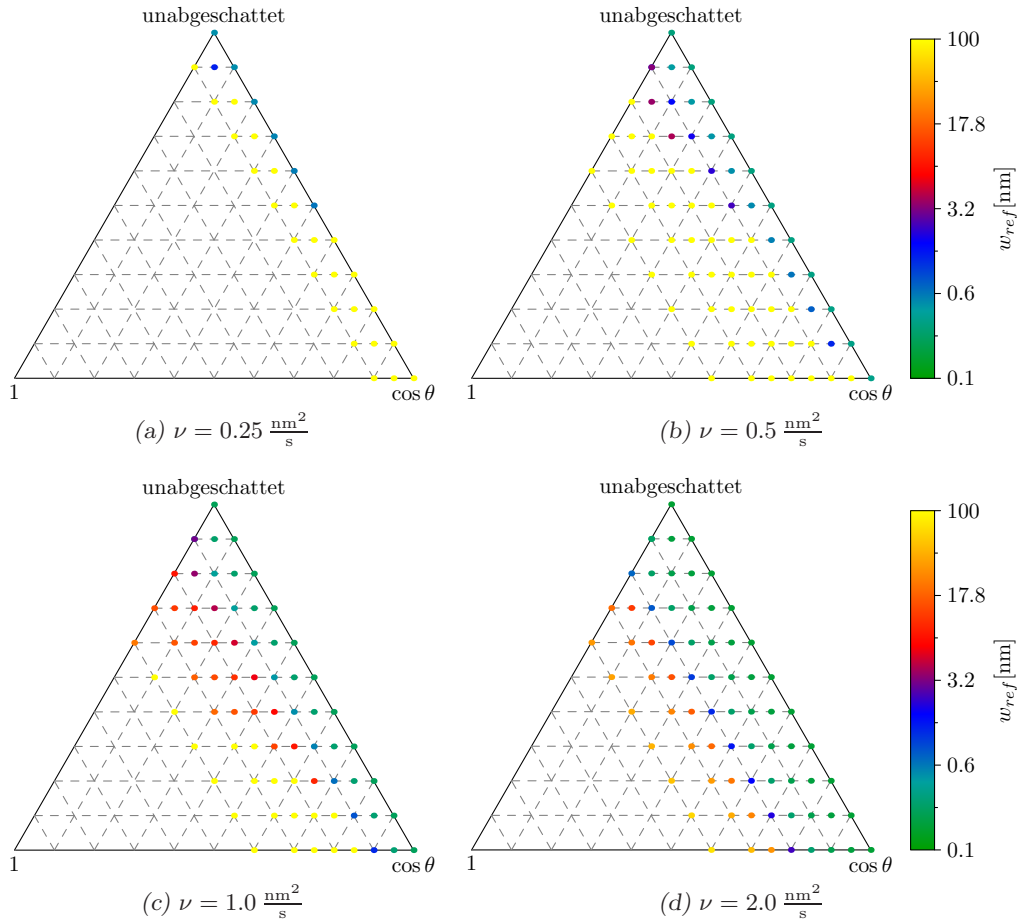 unabgeschattet
1
cos θ
(a) ν = 0.25 nm²/s
unabgeschattet
1
cos θ
(b) ν = 0.5 nm²/s
100
17.8
3.2
0.6
0.1
w_ref [nm]
unabgeschattet
1
cos θ
(c) ν = 1.0 nm²/s
unabgeschattet
1
cos θ
(d) ν = 2.0 nm²/s
100
17.8
3.2
0.6
0.1
w_ref [nm]